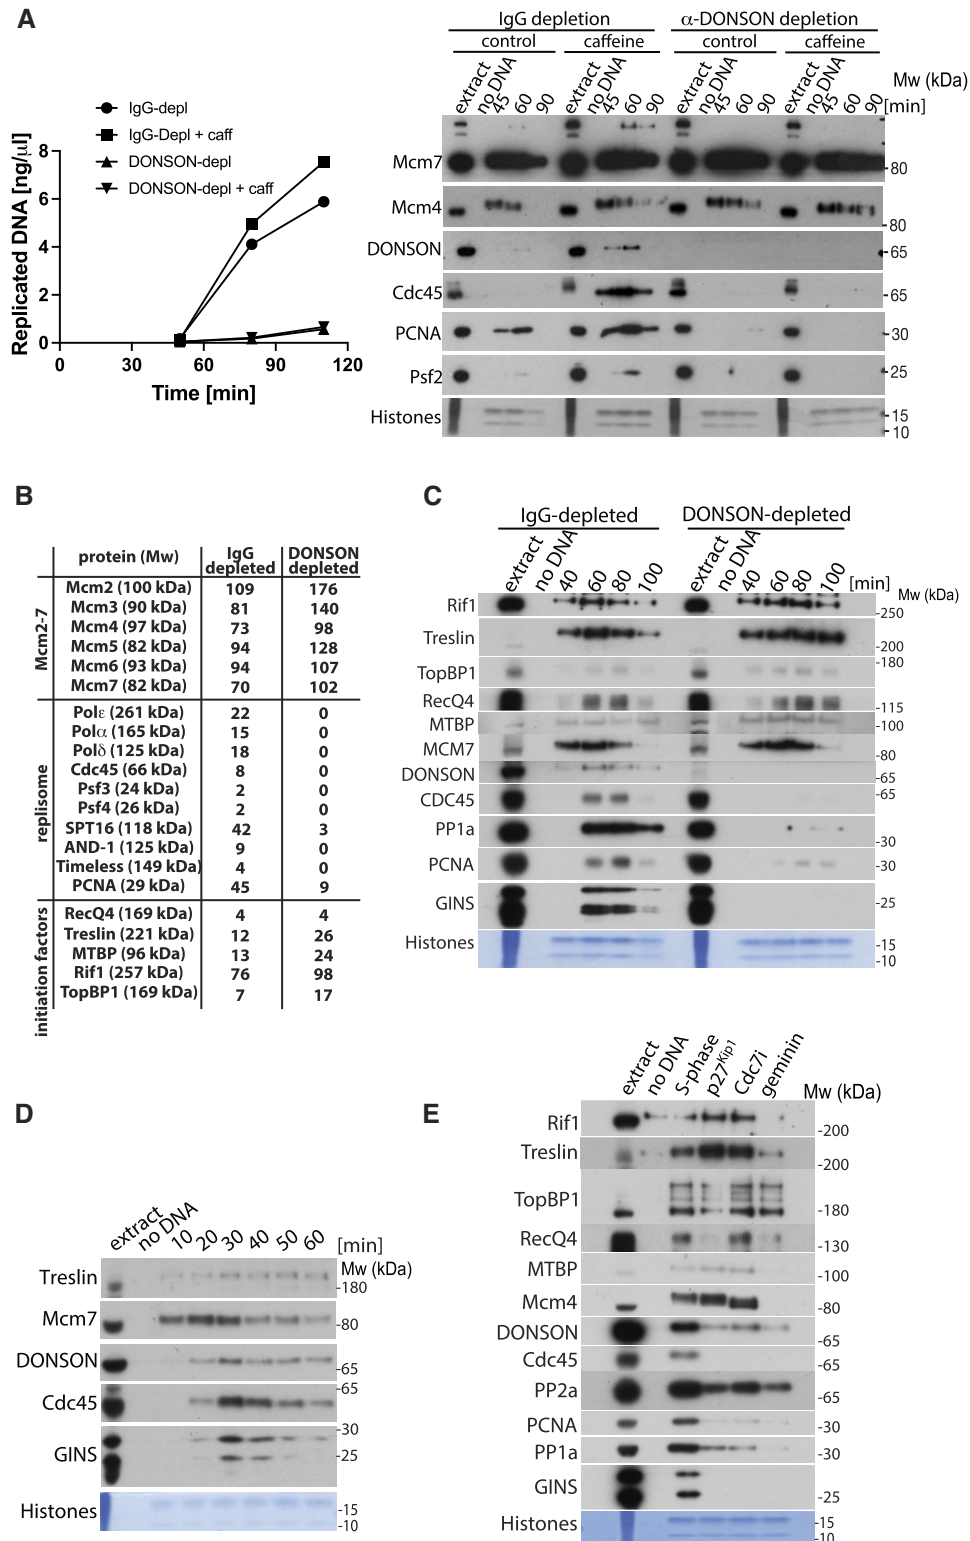 A
IgG depletion
α-DONSON depletion
control
caffeine
control
caffeine
extract
no DNA
45
60
90
extract
no DNA
45
60
90
extract
no DNA
45
60
90
extract
no DNA
45
60
90
Mw (kDa)
[min]
IgG-depl
IgG-Depl + caff
DONSON-depl
DONSON-depl + caff
Replicated DNA [ng/µl]
8
6
4
2
0
0
30
60
90
120
Time [min]
Mcm7
- 80
Mcm4
- 80
DONSON
- 65
Cdc45
- 65
PCNA
- 30
Psf2
- 25
Histones
- 15
- 10
B
protein (Mw)
IgG depleted
DONSON depleted
Mcm2-7
Mcm2 (100 kDa) 109 176
Mcm3 (90 kDa) 81 140
Mcm4 (97 kDa) 73 98
Mcm5 (82 kDa) 94 128
Mcm6 (93 kDa) 94 107
Mcm7 (82 kDa) 70 102
replisome
Polε (261 kDa) 22 0
Polα (165 kDa) 15 0
Polδ (125 kDa) 18 0
Cdc45 (66 kDa) 8 0
Psf3 (24 kDa) 2 0
Psf4 (26 kDa) 2 0
SPT16 (118 kDa) 42 3
AND-1 (125 kDa) 9 0
Timeless (149 kDa) 4 0
PCNA (29 kDa) 45 9
initiation factors
RecQ4 (169 kDa) 4 4
Treslin (221 kDa) 12 26
MTBP (96 kDa) 13 24
Rif1 (257 kDa) 76 98
TopBP1 (169 kDa) 7 17
C
IgG-depleted
DONSON-depleted
extract
no DNA
40
60
80
100
extract
no DNA
40
60
80
100
[min]
Mw (kDa)
Rif1
-250
Treslin
-200
TopBP1
-180
RecQ4
-115
MTBP
-100
MCM7
-80
DONSON
-65
CDC45
-65
PP1a
-30
PCNA
-30
GINS
-25
Histones
-15
-10
D
extract
no DNA
10
20
30
40
50
60
[min]
Mw (kDa)
Treslin
-180
Mcm7
-80
DONSON
-65
Cdc45
-65
GINS
-30
-25
Histones
-15
-10
E
extract
no DNA
S-phase
p27Kip1
Cdc7i
geminin
Mw (kDa)
Rif1
-200
Treslin
-200
TopBP1
-180
RecQ4
-130
MTBP
-100
Mcm4
-80
DONSON
-65
Cdc45
-65
PP2a
PCNA
-30
PP1a
-30
GINS
-25
Histones
-15
-10